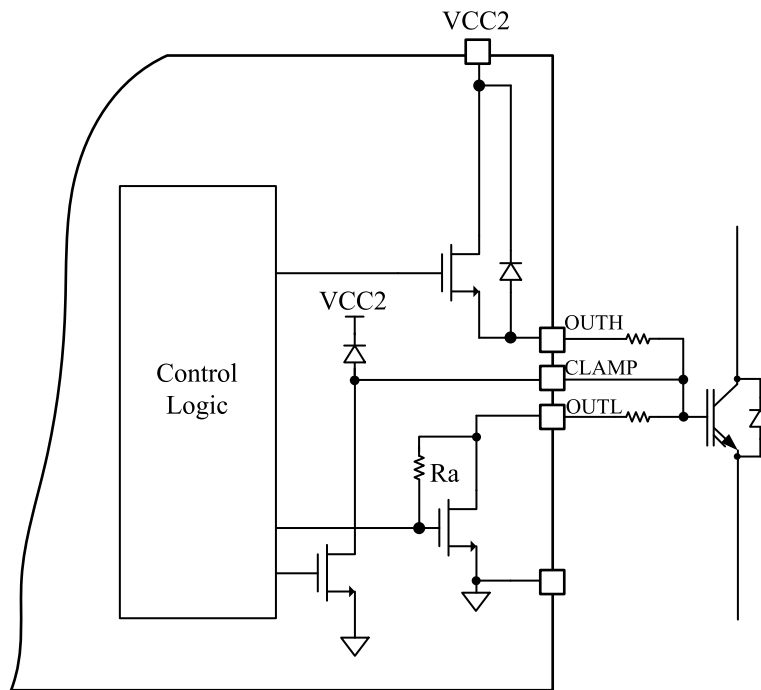 VCC2
OUTH
VCC2
CLAMP
Control
Logic
OUTL
Ra